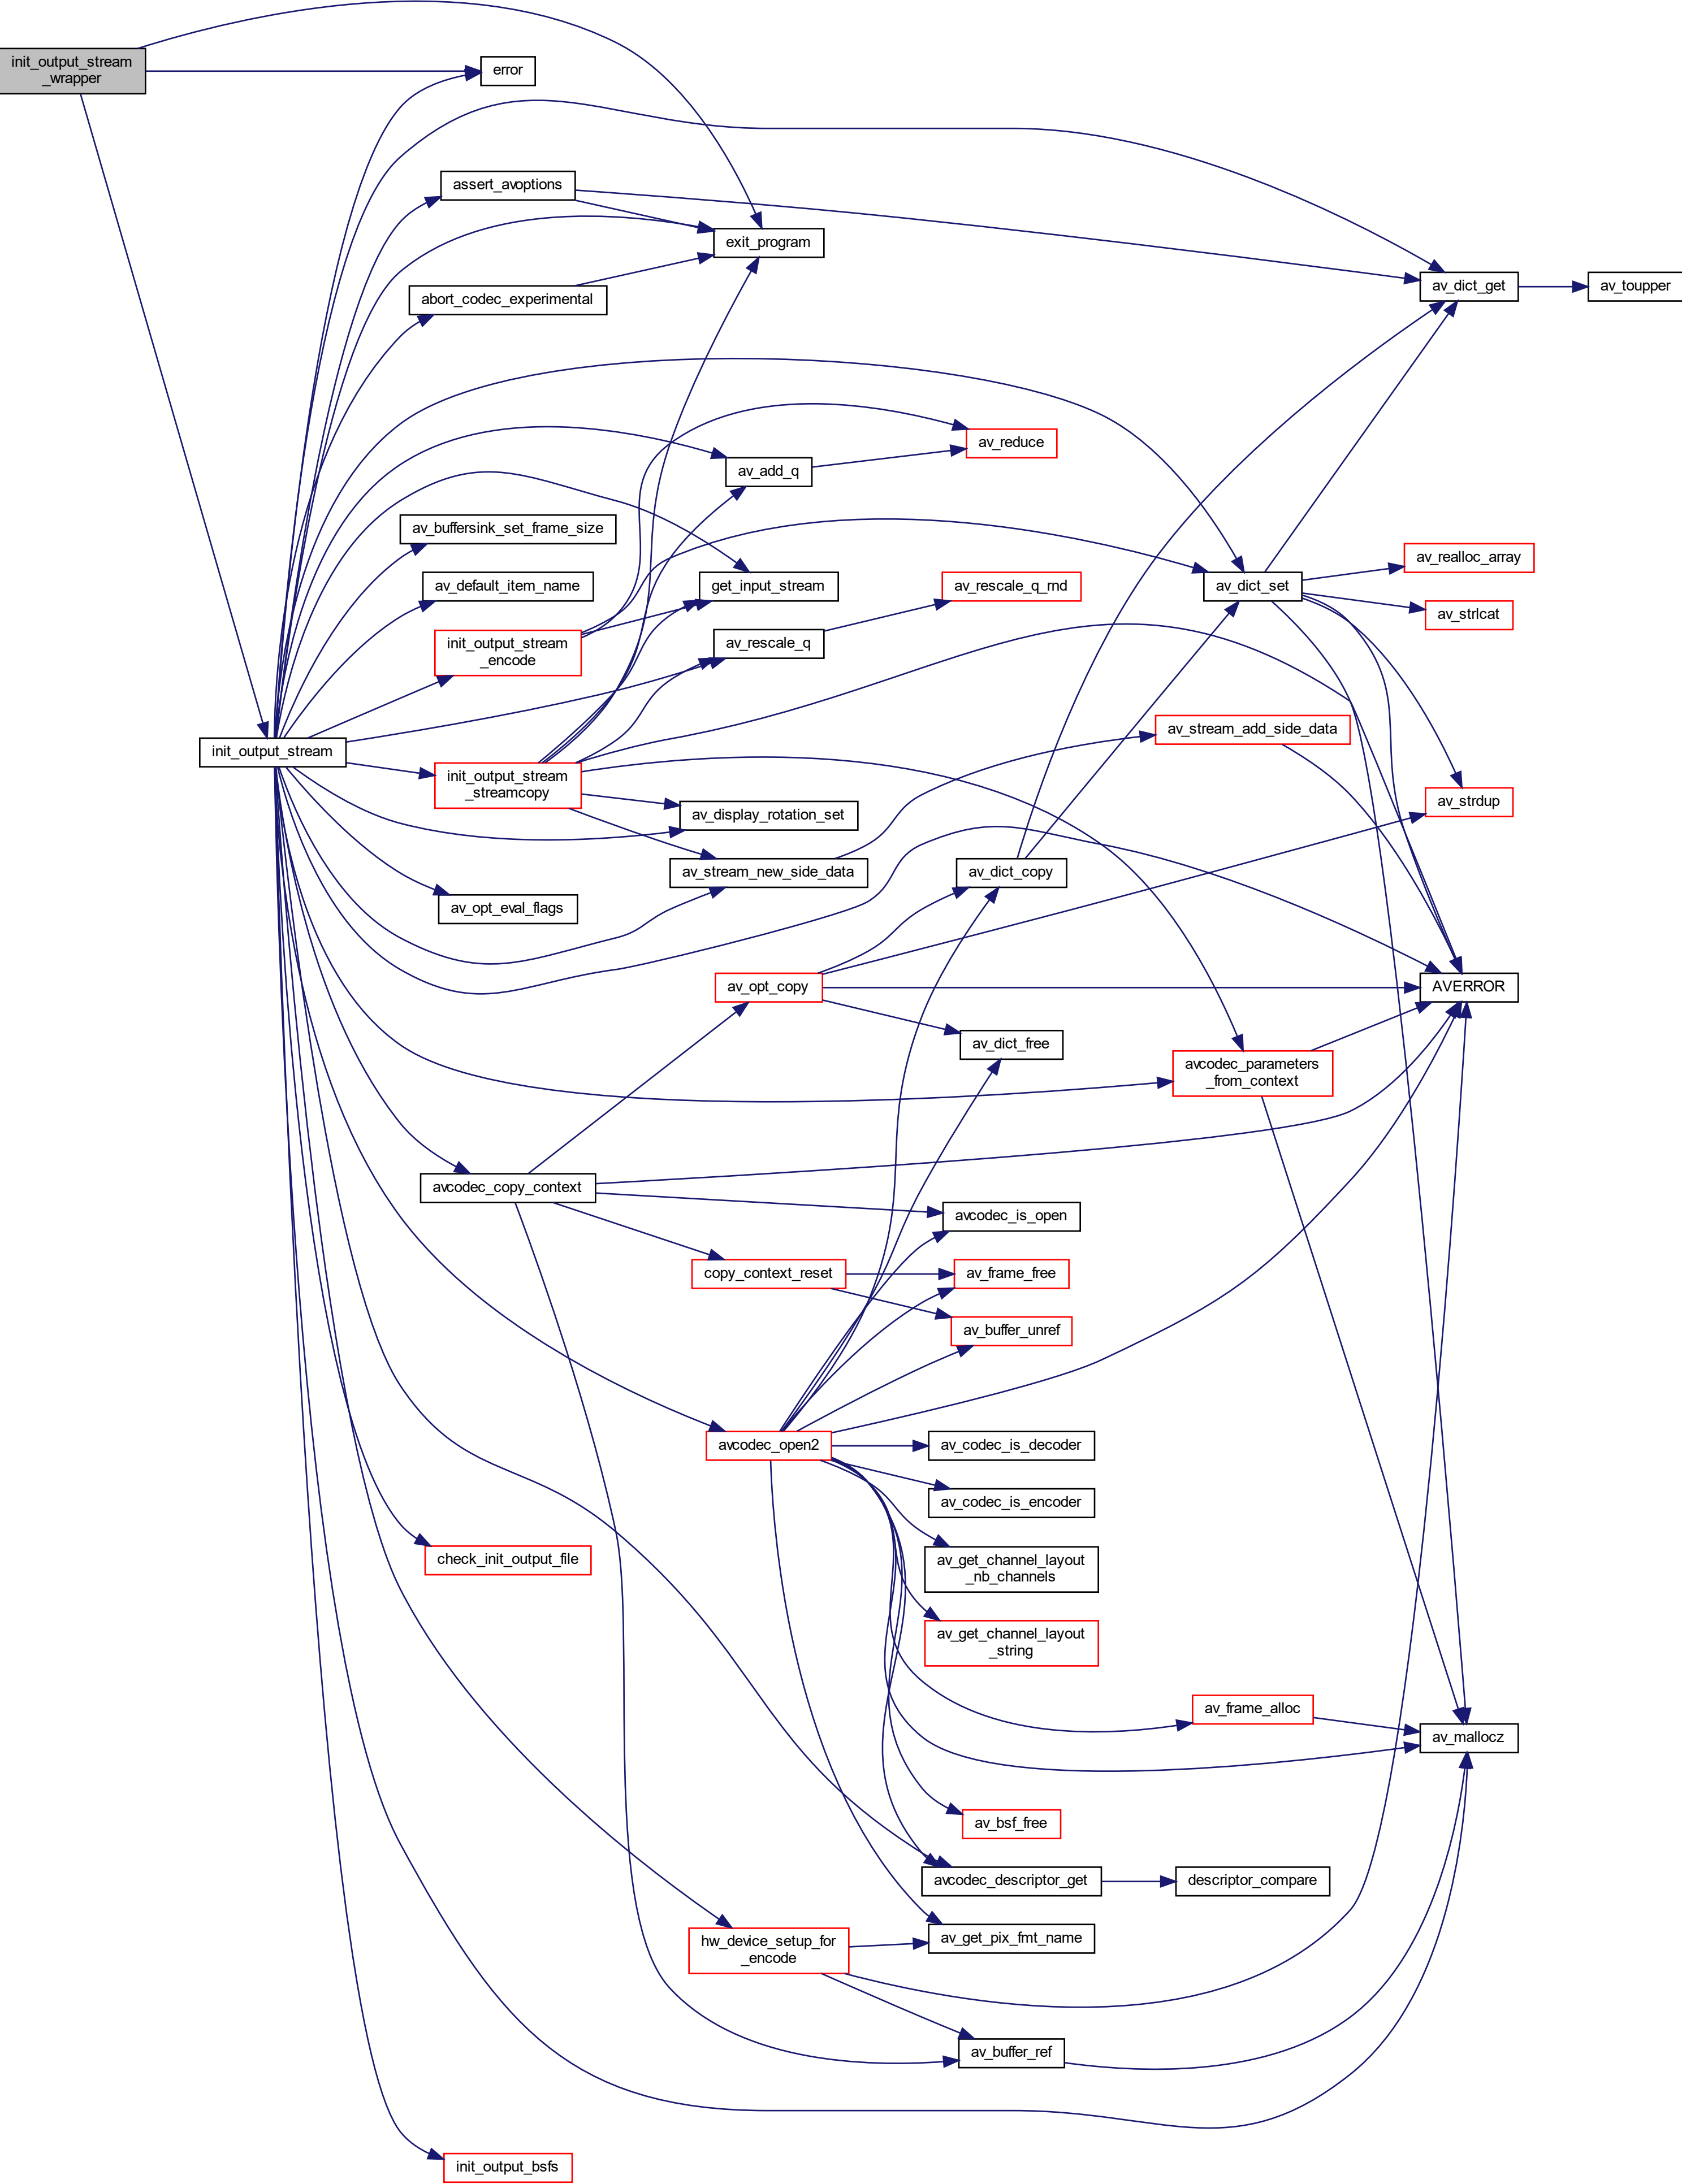 init_output_stream
_wrapper
error
assert_avoptions
exit_program
av_dict_get
av_toupper
abort_codec_experimental
av_reduce
av_add_q
av_buffersink_set_frame_size
av_realloc_array
av_default_item_name
get_input_stream
av_rescale_q_rnd
av_dict_set
av_strlcat
init_output_stream
_encode
av_rescale_q
av_stream_add_side_data
init_output_stream
init_output_stream
_streamcopy
av_strdup
av_display_rotation_set
av_stream_new_side_data
av_dict_copy
av_opt_eval_flags
av_opt_copy
AVERROR
av_dict_free
avcodec_parameters
_from_context
avcodec_copy_context
avcodec_is_open
copy_context_reset
av_frame_free
av_buffer_unref
avcodec_open2
av_codec_is_decoder
av_codec_is_encoder
check_init_output_file
av_get_channel_layout
_nb_channels
av_get_channel_layout
_string
av_frame_alloc
av_mallocz
av_bsf_free
avcodec_descriptor_get
descriptor_compare
hw_device_setup_for
_encode
av_get_pix_fmt_name
av_buffer_ref
init_output_bsfs